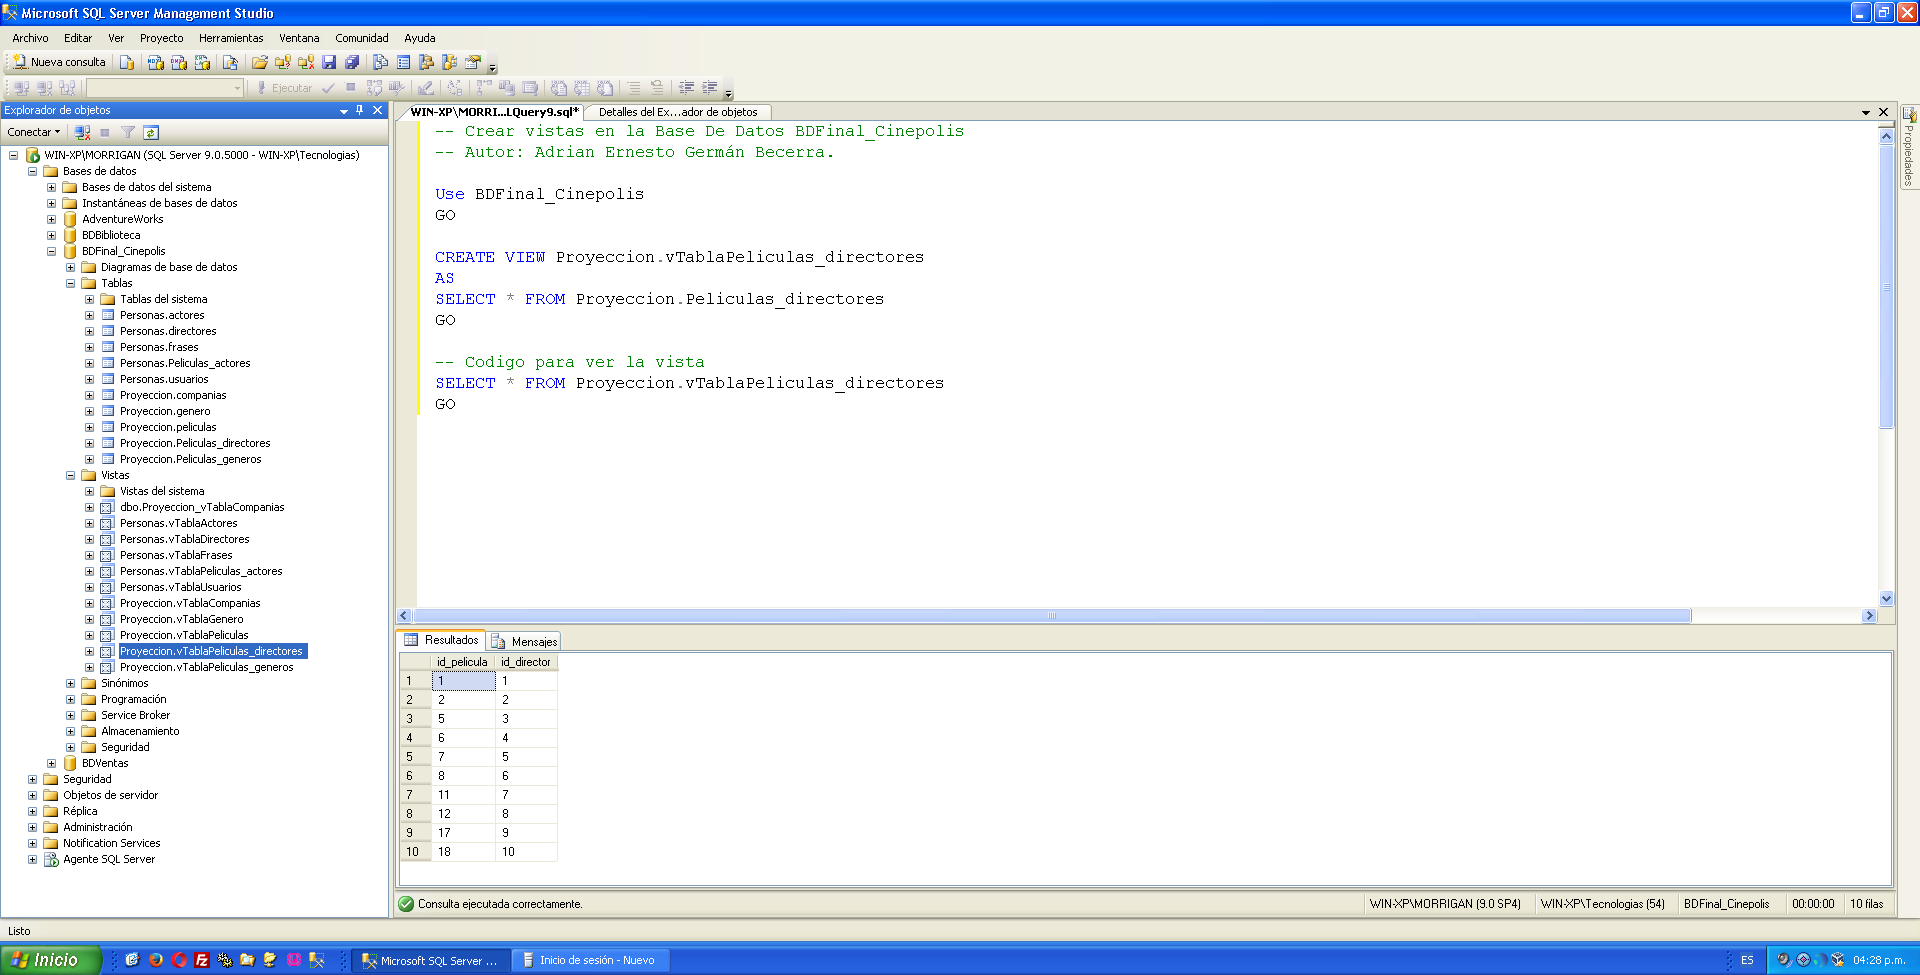 Microsoft SQL Server Management Studio
Archivo Editar Ver Proyecto Herramientas Ventana Comunidad Ayuda
Nueva consulta
Ejecutar
Explorador de objetos
Conectar
WIN-XP\MORRIGAN (SQL Server 9.0.5000 - WIN-XP\Tecnologias)
Bases de datos
Bases de datos del sistema
Instantáneas de bases de datos
AdventureWorks
BDBiblioteca
BDFinal_Cinepolis
Diagramas de base de datos
Tablas
Tablas del sistema
Personas.actores
Personas.directores
Personas.frases
Personas.Peliculas_actores
Personas.usuarios
Proyeccion.companias
Proyeccion.genero
Proyeccion.peliculas
Proyeccion.Peliculas_directores
Proyeccion.Peliculas_generos
Vistas
Vistas del sistema
dbo.Proyeccion_vTablaCompanias
Personas.vTablaActores
Personas.vTablaDirectores
Personas.vTablaFrases
Personas.vTablaPeliculas_actores
Personas.vTablaUsuarios
Proyeccion.vTablaCompanias
Proyeccion.vTablaGenero
Proyeccion.vTablaPeliculas
Proyeccion.vTablaPeliculas_directores
Proyeccion.vTablaPeliculas_generos
Sinónimos
Programación
Service Broker
Almacenamiento
Seguridad
BDVentas
Seguridad
Objetos de servidor
Réplica
Administración
Notification Services
Agente SQL Server
WIN-XP\MORRI...LQuery9.sql* Detalles del Ex...ador de objetos
-- Crear vistas en la Base De Datos BDFinal_Cinepolis
-- Autor: Adrian Ernesto Germán Becerra.
Use BDFinal_Cinepolis
GO
CREATE VIEW Proyeccion.vTablaPeliculas_directores
AS
SELECT * FROM Proyeccion.Peliculas_directores
GO
-- Codigo para ver la vista
SELECT * FROM Proyeccion.vTablaPeliculas_directores
GO
Propiedades
Resultados Mensajes
id_pelicula id_director
1 1 1
2 2 2
3 5 3
4 6 4
5 7 5
6 8 6
7 11 7
8 12 8
9 17 9
10 18 10
Consulta ejecutada correctamente. WIN-XP\MORRIGAN (9.0 SP4) WIN-XP\Tecnologias (54) BDFinal_Cinepolis 00:00:00 10 filas
Listo
Inicio Microsoft SQL Server ... Inicio de sesión - Nuevo ES 04:28 p.m.